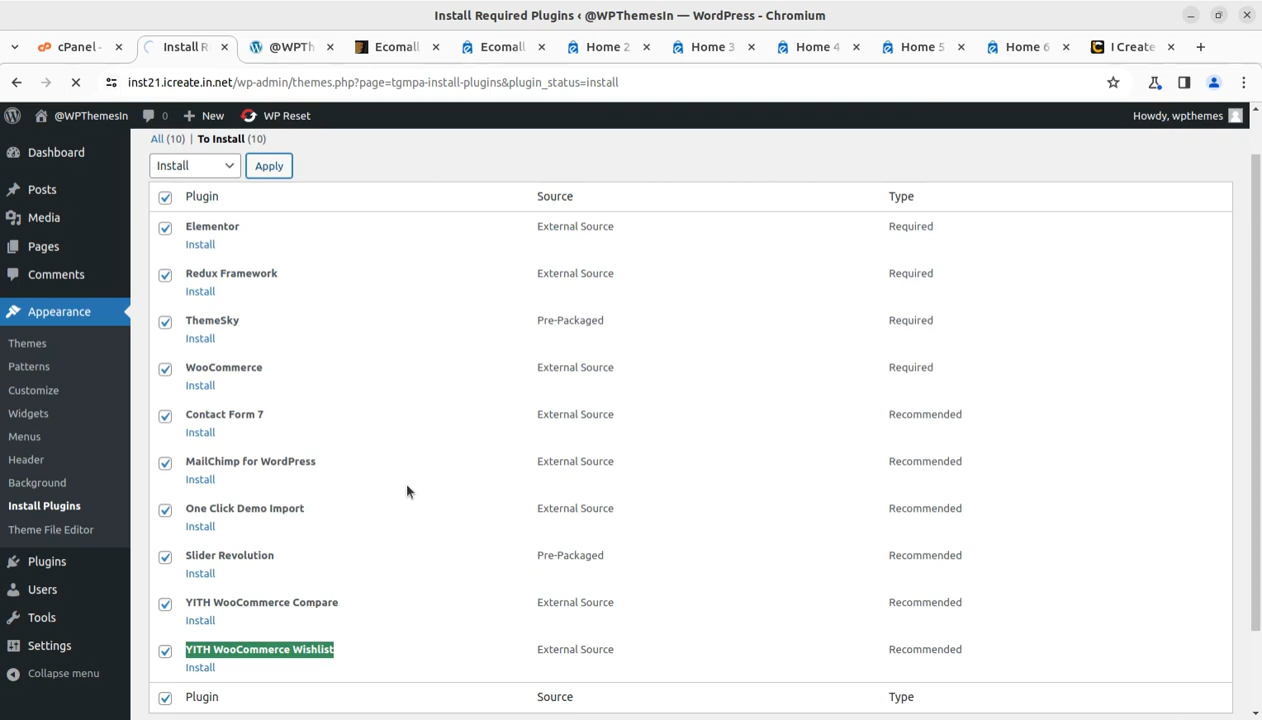 Install Required Plugins ‹ @WPThemesIn — WordPress - Chromium
cPanel - Install R @WPTh Ecomall Ecomall Home 2 Home 3 Home 4 Home 5 Home 6 I Create
inst21.icreate.in.net/wp-admin/themes.php?page=tgmpa-install-plugins&plugin_status=install
@WPThemesIn 0 New WP Reset Howdy, wpthemes
Dashboard
Posts
Media
Pages
Comments
Appearance
Themes
Patterns
Customize
Widgets
Menus
Header
Background
Install Plugins
Theme File Editor
Plugins
Users
Tools
Settings
Collapse menu
All (10) | To Install (10)
Install Apply
Plugin Source Type
Elementor External Source Required
Install
Redux Framework External Source Required
Install
ThemeSky Pre-Packaged Required
Install
WooCommerce External Source Required
Install
Contact Form 7 External Source Recommended
Install
MailChimp for WordPress External Source Recommended
Install
One Click Demo Import External Source Recommended
Install
Slider Revolution Pre-Packaged Recommended
Install
YITH WooCommerce Compare External Source Recommended
Install
YITH WooCommerce Wishlist External Source Recommended
Install
Plugin Source Type